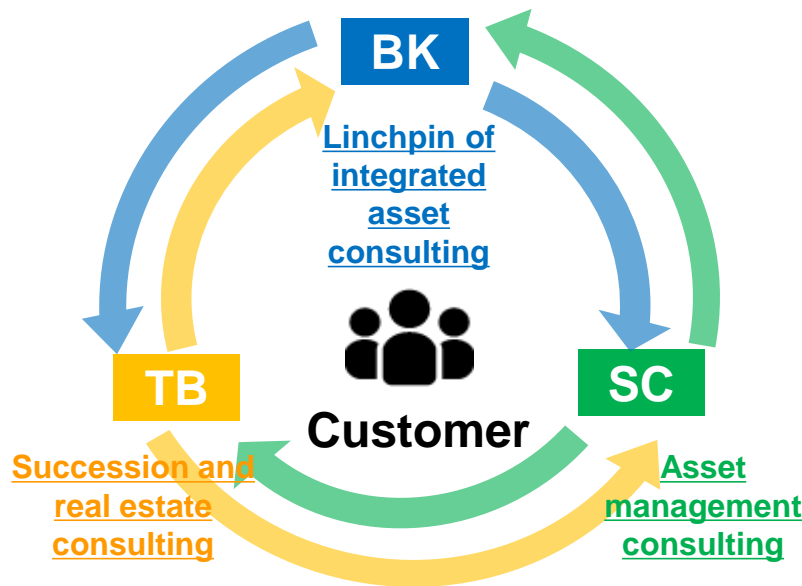 BK
Linchpin of
integrated
asset
consulting
TB
SC
Customer
Succession and
real estate
consulting
Asset
management
consulting